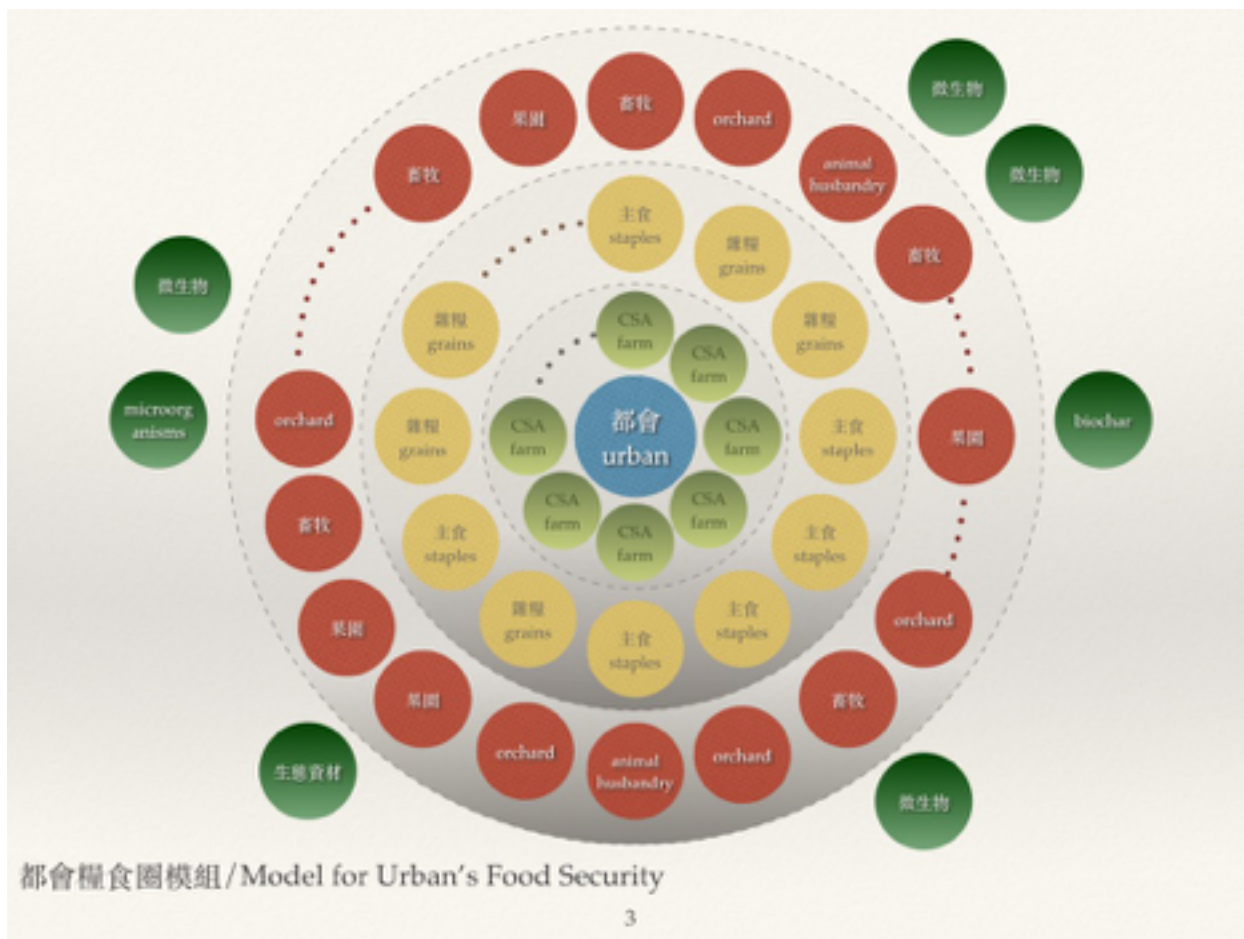 微生物
畜牧
果園
orchard
畜牧
animal
husbandry
微生物
主食
staples
畜牧
雜糧
grains
微生物
雜糧
grains
CSA
farm
雜糧
grains
CSA
farm
microorg
anisms
orchard
雜糧
grains
CSA
farm
都會
urban
CSA
farm
主食
staples
果園
biochar
畜牧
主食
staples
CSA
farm
CSA
farm
CSA
farm
主食
staples
果園
雜糧
grains
主食
staples
主食
staples
orchard
果園
畜牧
生態資材
orchard
animal
husbandry
orchard
微生物
都會糧食圈模組/Model for Urban's Food Security
3